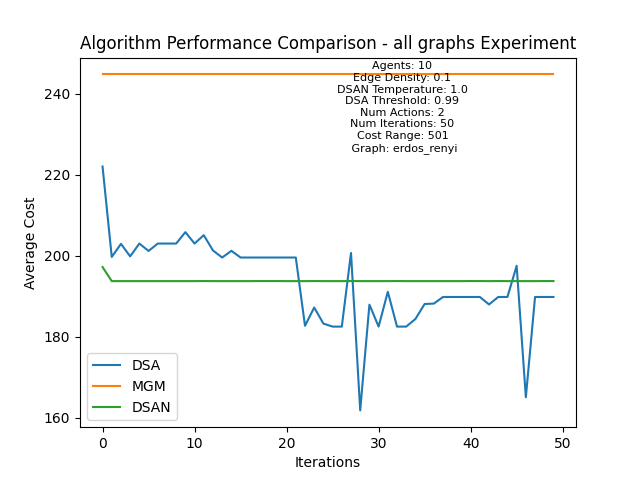 Algorithm Performance Comparison - all graphs Experiment
Agents: 10
Edge Density: 0.1
DSAN Temperature: 1.0
DSA Threshold: 0.99
Num Actions: 2
Num Iterations: 50
Cost Range: 501
Graph: erdos_renyi
Average Cost
240
220
200
180
160
DSA
MGM
DSAN
0
10
20
30
40
50
Iterations